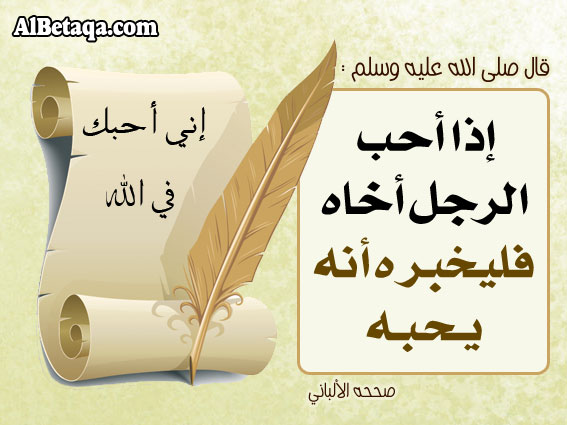 AlBetaqa.com
قال صلى الله عليه وسلم :
إذا أحب
الرجل أخاه
فليخبره أنه
يحبه
صححه الألباني
إني أحبك
في الله